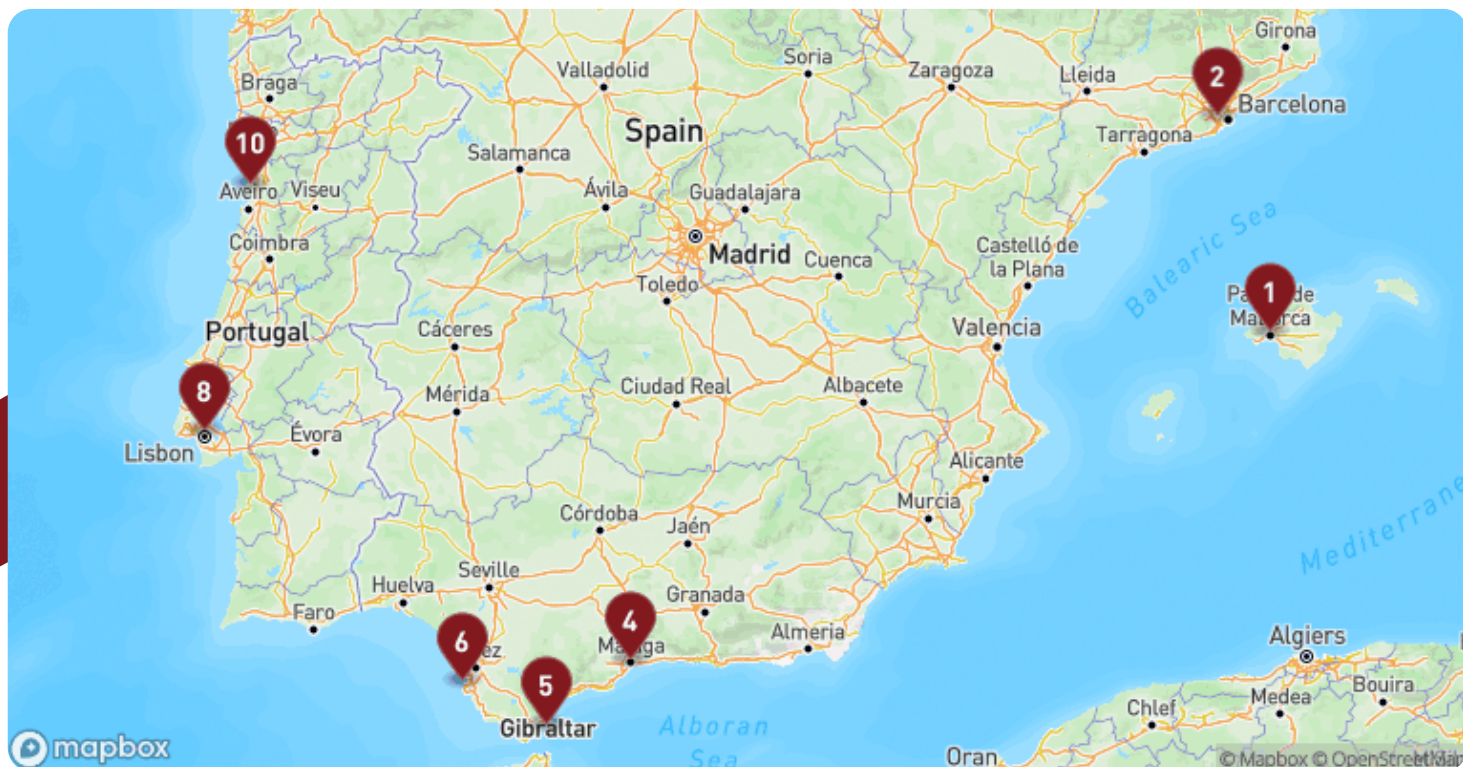 Girona
Soria
Valladolid
Zaragoza
Lleida
2
Braga
Barcelona
Spain
Tarragona
10
Salamanca
Aveiro
Viseu
Ávila
Guadalajara
Coimbra
Madrid
Cuenca
Castelló de
la Plana
Balearic Sea
Toledo
1
Portugal
Cáceres
Valencia
8
Mérida
Ciudad Real
Albacete
Lisbon
Évora
Alicante
Murcia
Córdoba
Jaén
Mediterrane
Seville
Huelva
Granada
Faro
4
Almeria
Algiers
6
ez
5
Gibraltar
Alboran
Sea
Medea
Bouira
Chlef
Oran
mapbox
© Mapbox © OpenStreetMap